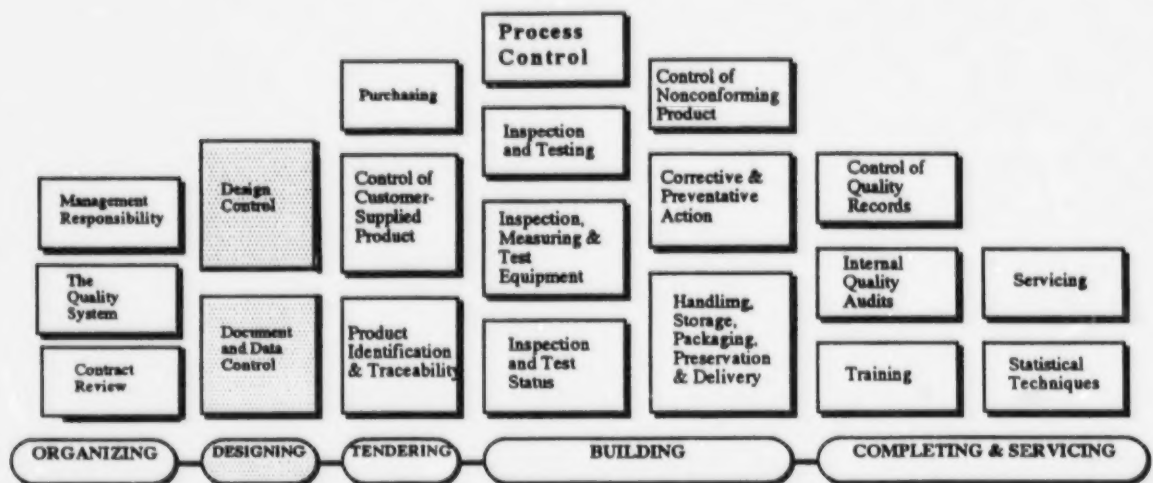 Management
Responsibility
The
Quality
System
Contract
Review
Design
Control
Document
and Data
Control
Purchasing
Control of
Customer-
Supplied
Product
Product
Identification
& Traceability
Process
Control
Inspection
and Testing
Inspection,
Measuring &
Test
Equipment
Inspection
and Test
Status
Control of
Nonconforming
Product
Corrective &
Preventative
Action
Handlimg,
Storage,
Packaging,
Preservation
& Delivery
Control of
Quality
Records
Internal
Quality
Audits
Training
Servicing
Statistical
Techniques
ORGANIZING
DESIGNING
TENDERING
BUILDING
COMPLETING & SERVICING